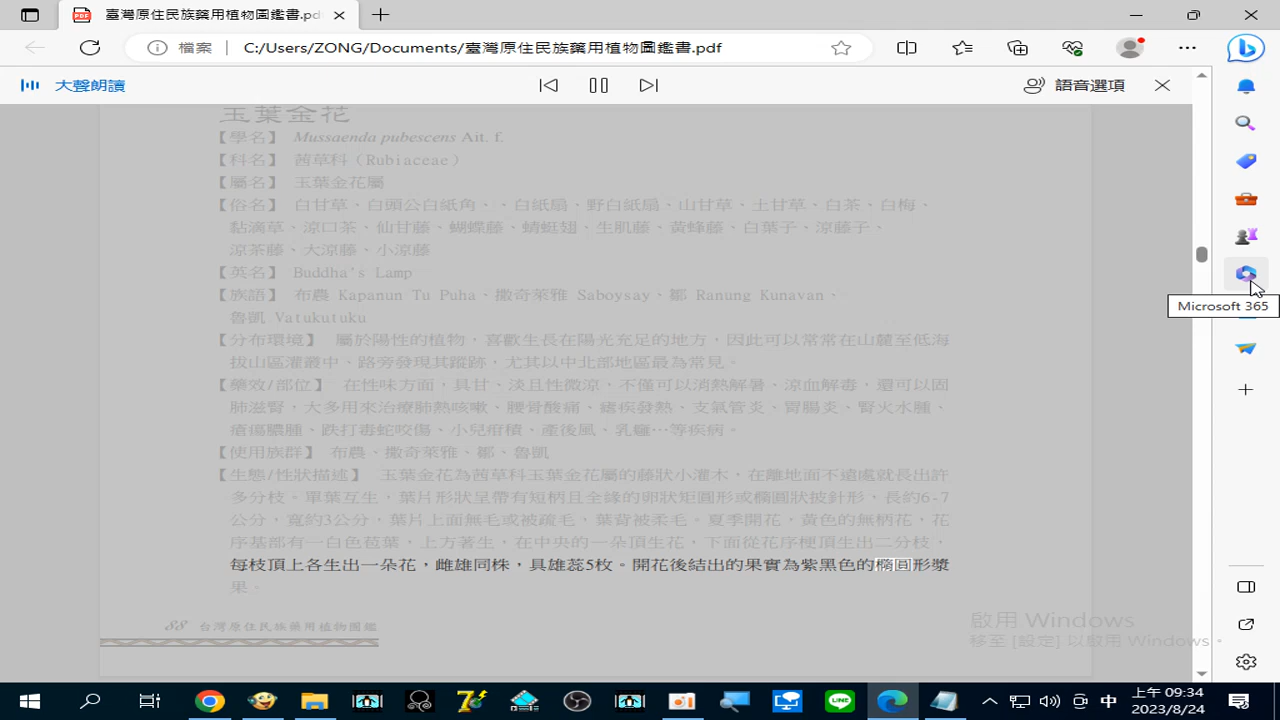 臺灣原住民族藥用植物圖鑑書.pd
檔案 C:/Users/ZONG/Documents/臺灣原住民族藥用植物圖鑑書.pdf
大聲朗讀
語音選項
玉葉金花
【學名】 Mussaenda pubescens Ait. f.
【科名】 茜草科（Rubiaceae）
【屬名】 玉葉金花屬
【俗名】 白甘草、白頭公白紙角、、白紙扇、野白紙扇、山甘草、土甘草、白茶、白梅、
黏滴草、涼口茶、仙甘藤、蝴蝶藤、蜻蜓翅、生肌藤、黃蜂藤、白葉子、涼藤子、
涼茶藤、大涼藤、小涼藤
【英名】 Buddha's Lamp
【族語】 布農 Kapanun Tu Puha、撒奇萊雅 Saboysay、鄒 Ranung Kunavan、
魯凱 Vatukutuku
【分布環境】 屬於陽性的植物，喜歡生長在陽光充足的地方，因此可以常常在山麓至低海
拔山區灌叢中、路旁發現其蹤跡，尤其以中北部地區最為常見。
【藥效/部位】 在性味方面，具甘、淡且性微涼，不僅可以清熱解暑、涼血解毒，還可以固
肺滋腎，大多用來治療肺熱咳嗽、腰骨酸痛、瘧疾發熱、支氣管炎、胃腸炎、腎火水腫、
瘡瘍膿腫、跌打毒蛇咬傷、小兒疳積、產後風、乳蠟…等疾病。
【使用族群】 布農、撒奇萊雅、鄒、魯凱
【生態/性狀描述】 玉葉金花為茜草科玉葉金花屬的藤狀小灌木，在離地面不遠處就長出許
多分枝。單葉互生，葉片形狀呈帶有短柄且全緣的卵狀矩圓形或橢圓狀披針形，長約6-7
公分，寬約3公分，葉片上面無毛或被疏毛，葉背被柔毛。夏季開花，黃色的無柄花，花
序基部有一白色苞葉，上方著生，在中央的一朵頂生花，下面從花序梗頂生出二分枝，
每枝頂上各生出一朵花，雌雄同株，具雄蕊5枚。開花後結出的果實為紫黑色的橢圓形漿
果。
88 台灣原住民族藥用植物圖鑑
Microsoft 365
啟用 Windows
移至 [設定] 以啟用 Windows。
中
上午 09:34
2023/8/24